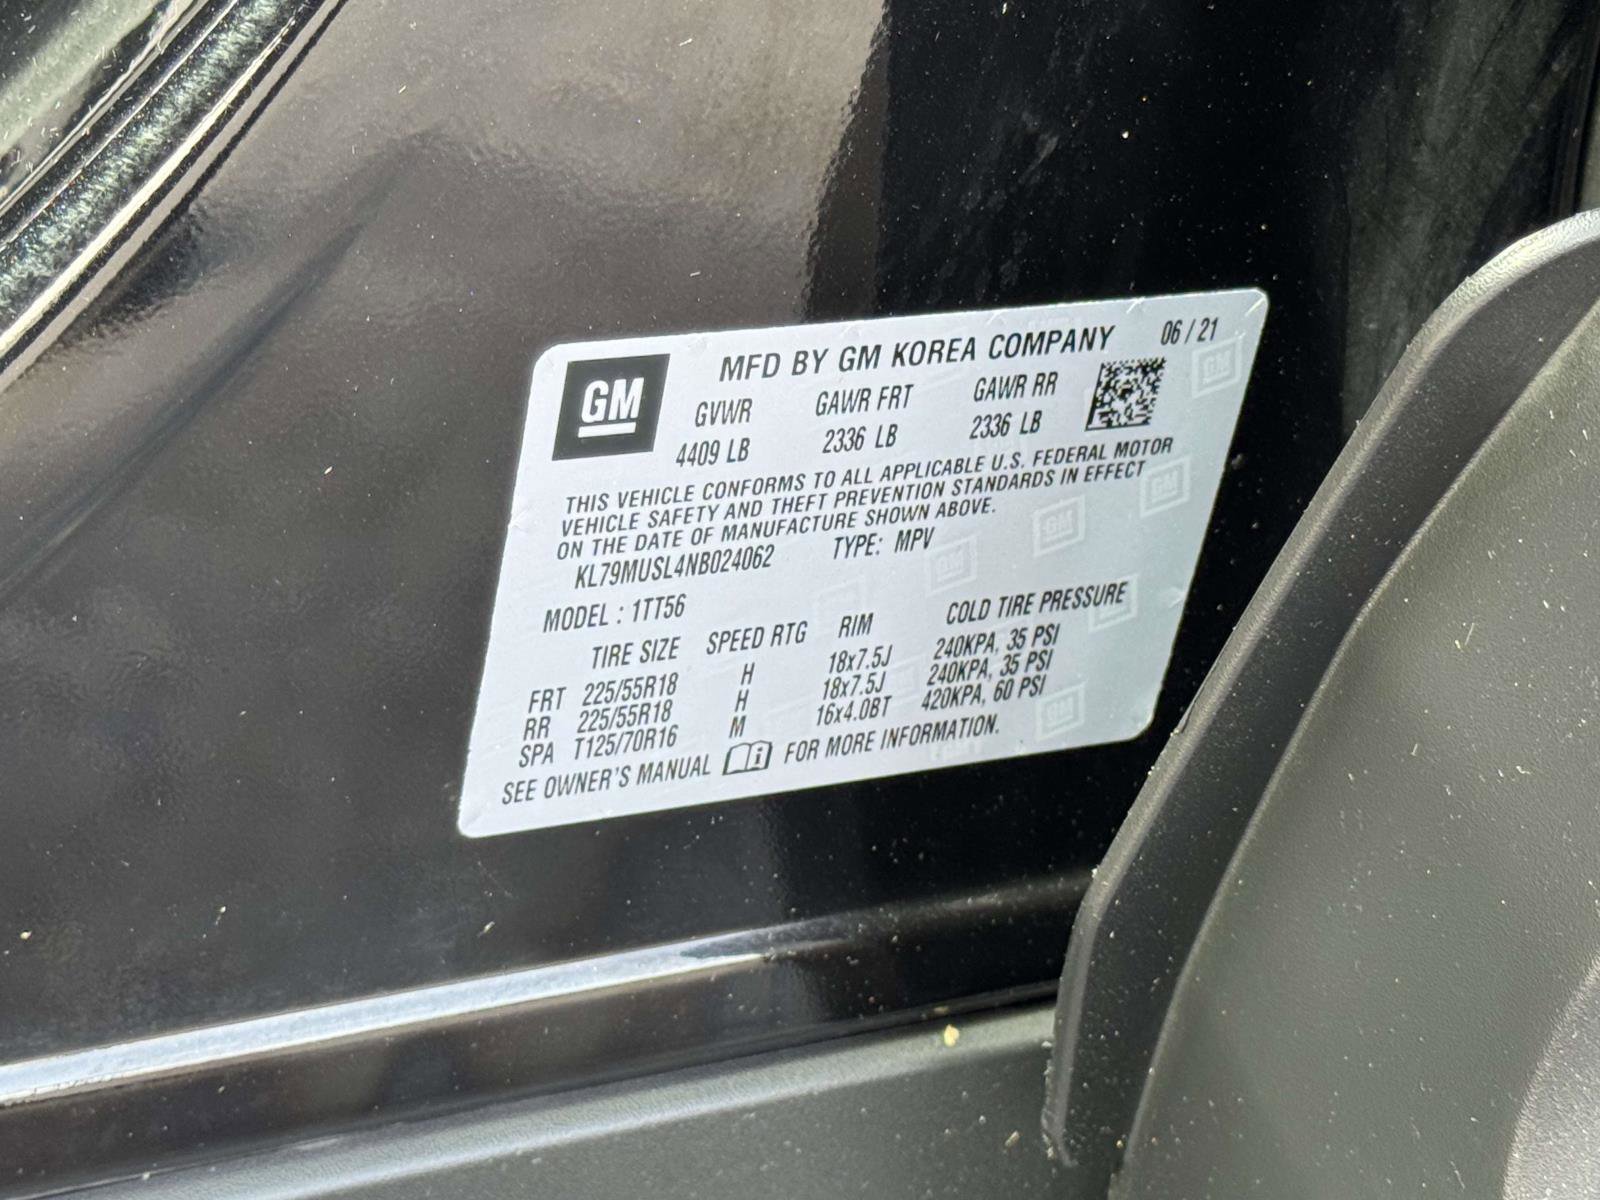 MFD BY GM KOREA COMPANY 06/21
GM
GVWR GAWR FRT GAWR RR
4409 LB 2336 LB 2336 LB
THIS VEHICLE CONFORMS TO ALL APPLICABLE U.S. FEDERAL MOTOR
VEHICLE SAFETY AND THEFT PREVENTION STANDARDS IN EFFECT
ON THE DATE OF MANUFACTURE SHOWN ABOVE.
KL79MUSL4NB024062 TYPE: MPV
MODEL : 1TT56
TIRE SIZE SPEED RTG RIM COLD TIRE PRESSURE
FRT 225/55R18 H 18x7.5J 240KPA, 35 PSI
RR 225/55R18 H 18x7.5J 240KPA, 35 PSI
SPA T125/70R16 M 16x4.0BT 420KPA, 60 PSI
SEE OWNER'S MANUAL FOR MORE INFORMATION.